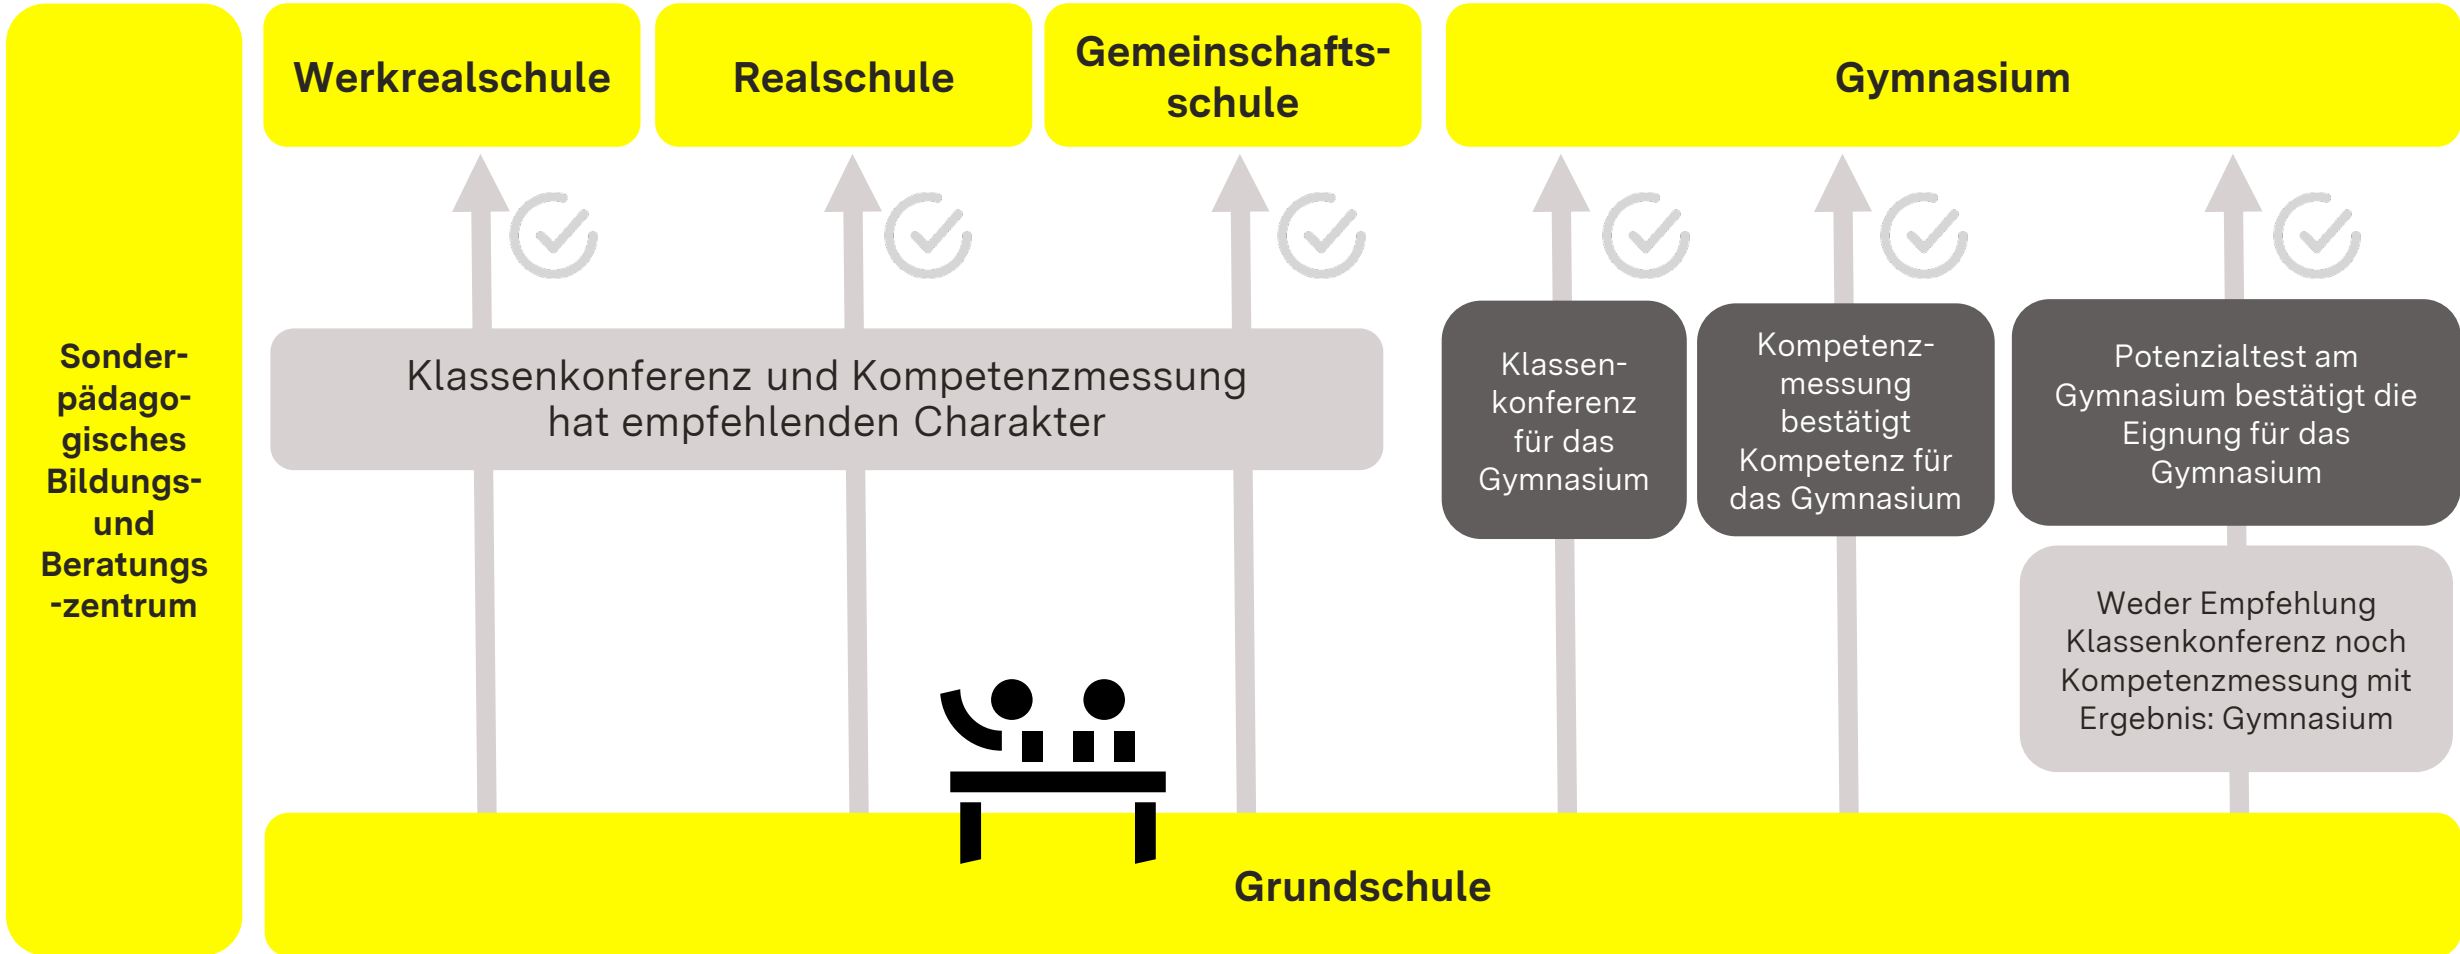 Werkrealschule
Realschule
Gemeinschafts-
schule
Gymnasium
Sonder-
pädago-
gisches
Bildungs-
und
Beratungs
-zentrum
Klassenkonferenz und Kompetenzmessung
hat empfehlenden Charakter
Klassen-
konferenz
für das
Gymnasium
Kompetenz-
messung
bestätigt
Kompetenz für
das Gymnasium
Potenzialtest am
Gymnasium bestätigt die
Eignung für das
Gymnasium
Weder Empfehlung
Klassenkonferenz noch
Kompetenzmessung mit
Ergebnis: Gymnasium
Grundschule